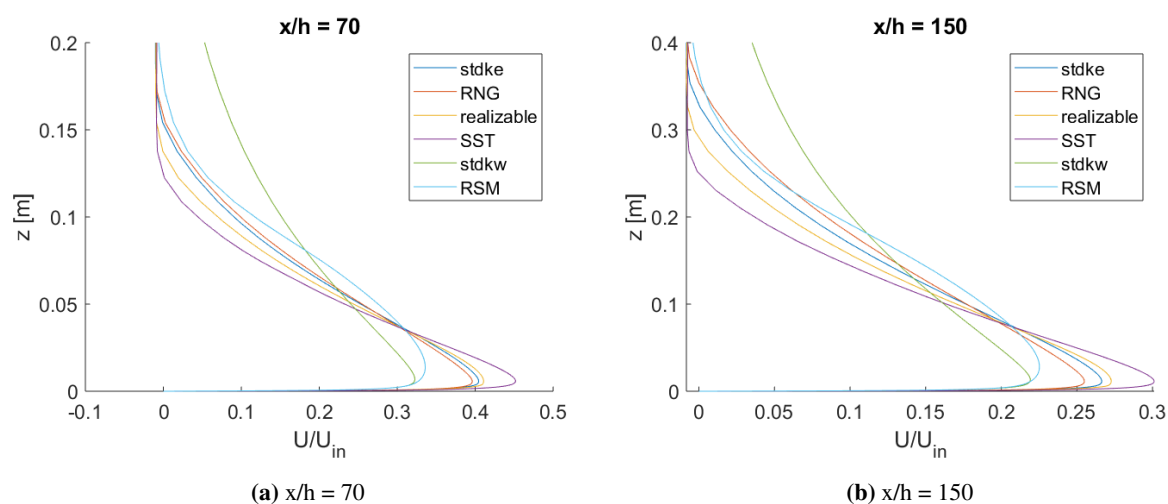 x/h = 70
0.2
0.15
0.1
0.05
0
z [m]
stdke
RNG
realizable
SST
stdkw
RSM
-0.1
0
0.1
0.2
0.3
0.4
0.5
U/U_in
(a) x/h = 70
x/h = 150
0.4
0.3
0.2
0.1
0
z [m]
stdke
RNG
realizable
SST
stdkw
RSM
0
0.05
0.1
0.15
0.2
0.25
0.3
U/U_in
(b) x/h = 150